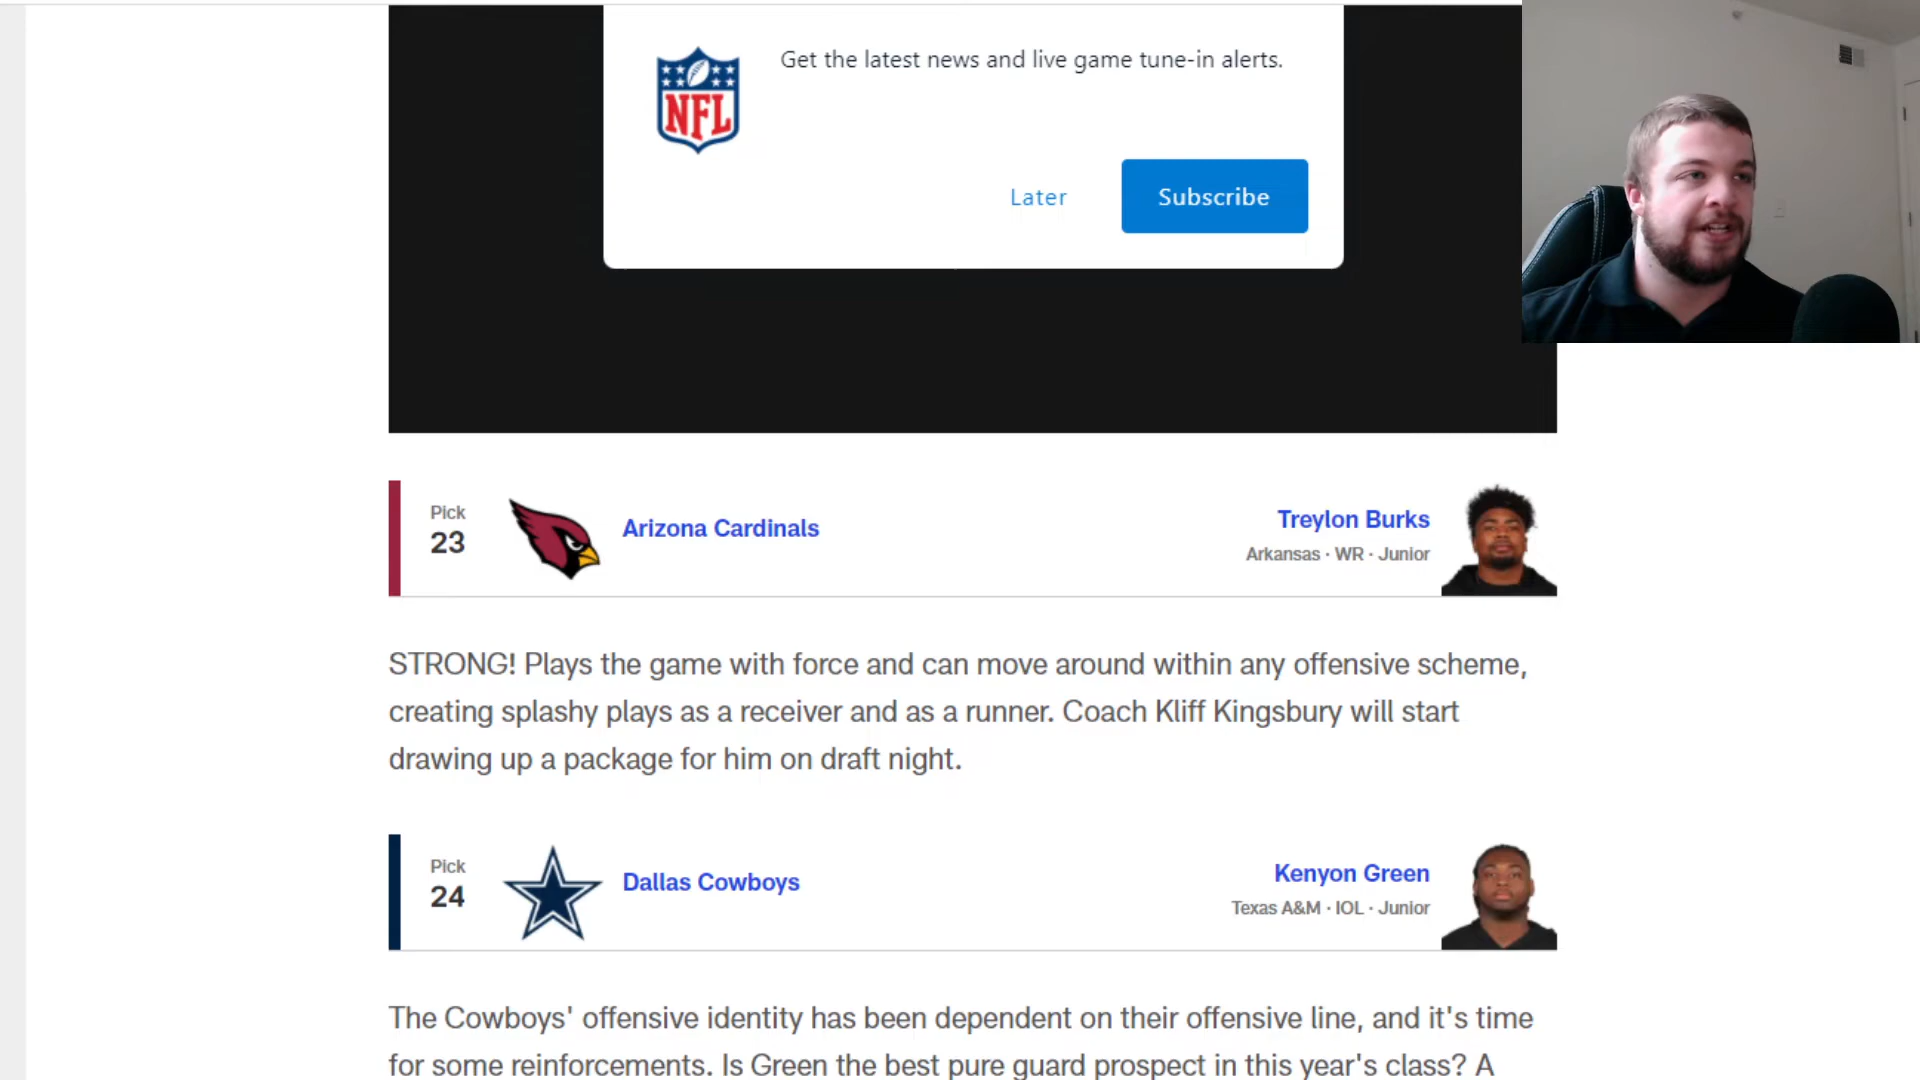 Get the latest news and live game tune-in alerts.
NFL
Later
Subscribe
Pick
23
Arizona Cardinals
Treylon Burks
Arkansas · WR · Junior
STRONG! Plays the game with force and can move around within any offensive scheme,
creating splashy plays as a receiver and as a runner. Coach Kliff Kingsbury will start
drawing up a package for him on draft night.
Pick
24
Dallas Cowboys
Kenyon Green
Texas A&M · IOL · Junior
The Cowboys' offensive identity has been dependent on their offensive line, and it's time
for some reinforcements. Is Green the best pure guard prospect in this year's class? A